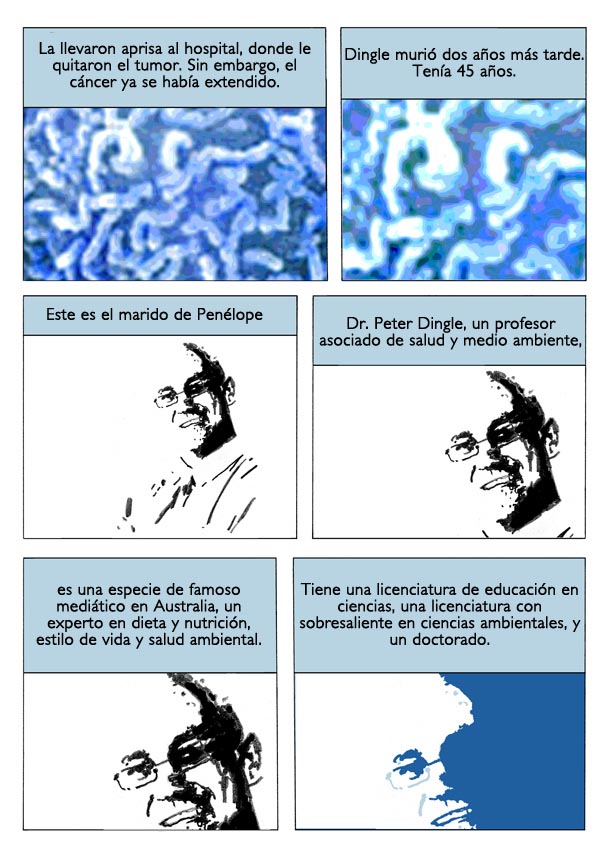 La llevaron aprisa al hospital, donde le
quitaron el tumor. Sin embargo, el
cáncer ya se había extendido.
Dingle murió dos años más tarde.
Tenía 45 años.
Este es el marido de Penélope
Dr. Peter Dingle, un profesor
asociado de salud y medio ambiente,
es una especie de famoso
mediático en Australia, un
experto en dieta y nutrición,
estilo de vida y salud ambiental.
Tiene una licenciatura de educación en
ciencias, una licenciatura con
sobresaliente en ciencias ambientales, y
un doctorado.